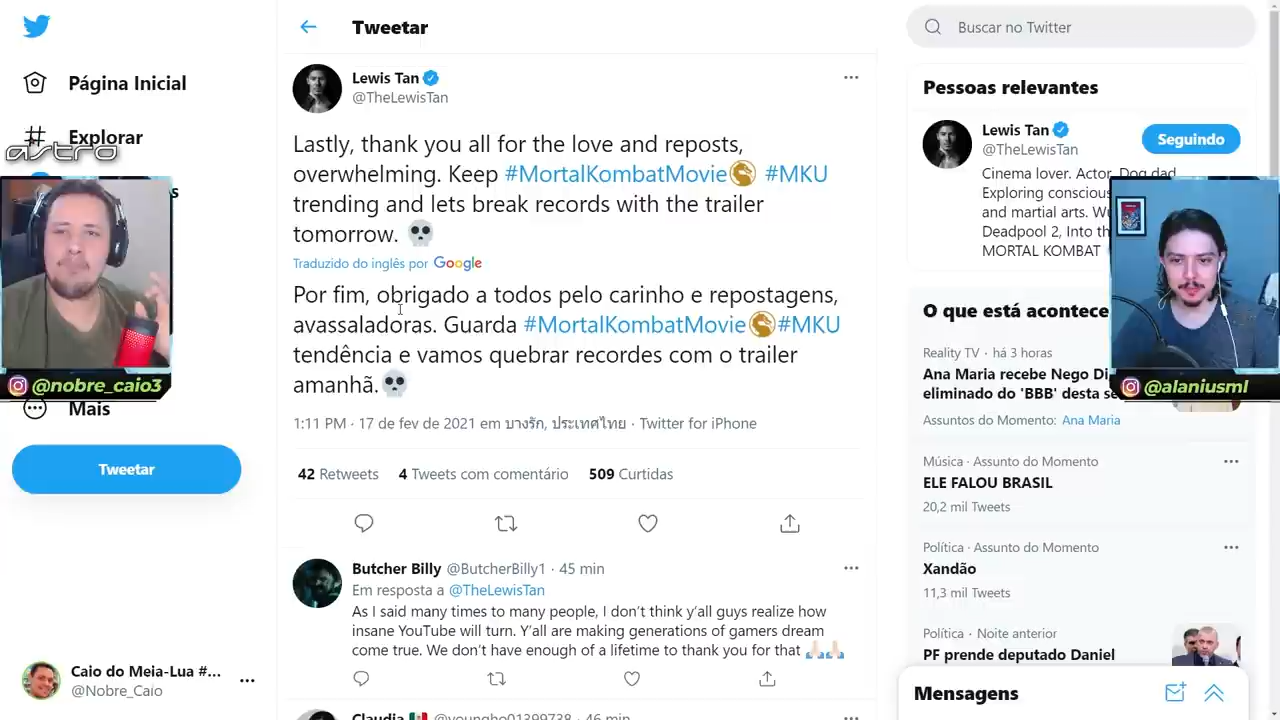 Página Inicial
Explorar
astro
s
@nobre_caio3
Mais
Tweetar
Caio do Meia-Lua #...
@Nobre_Caio
Tweetar
Lewis Tan
@TheLewisTan
Lastly, thank you all for the love and reposts,
overwhelming. Keep #MortalKombatMovie #MKU
trending and lets break records with the trailer
tomorrow.
Traduzido do inglês por Google
Por fim, obrigado a todos pelo carinho e repostagens,
avassaladoras. Guarda #MortalKombatMovie #MKU
tendência e vamos quebrar recordes com o trailer
amanhã.
1:11 PM · 17 de fev de 2021 em บางรัก, ประเทศไทย · Twitter for iPhone
42 Retweets 4 Tweets com comentário 509 Curtidas
Butcher Billy @ButcherBilly1 · 45 min
Em resposta a @TheLewisTan
As I said many times to many people, I don't think y'all guys realize how
insane YouTube will turn. Y'all are making generations of gamers dream
come true. We don't have enough of a lifetime to thank you for that
Claudia @youngho01399738 · 46 min
Buscar no Twitter
Pessoas relevantes
Lewis Tan
@TheLewisTan
Seguindo
Cinema lover. Actor. Dog dad.
Exploring conscious
and martial arts. Wu
Deadpool 2, Into th
MORTAL KOMBAT
@alaniusml
O que está acontece
Reality TV · há 3 horas
Ana Maria recebe Nego Di
eliminado do 'BBB' desta se
Assuntos do Momento: Ana Maria
Música · Assunto do Momento
ELE FALOU BRASIL
20,2 mil Tweets
Política · Assunto do Momento
Xandão
11,3 mil Tweets
Política · Noite anterior
PF prende deputado Daniel
Mensagens